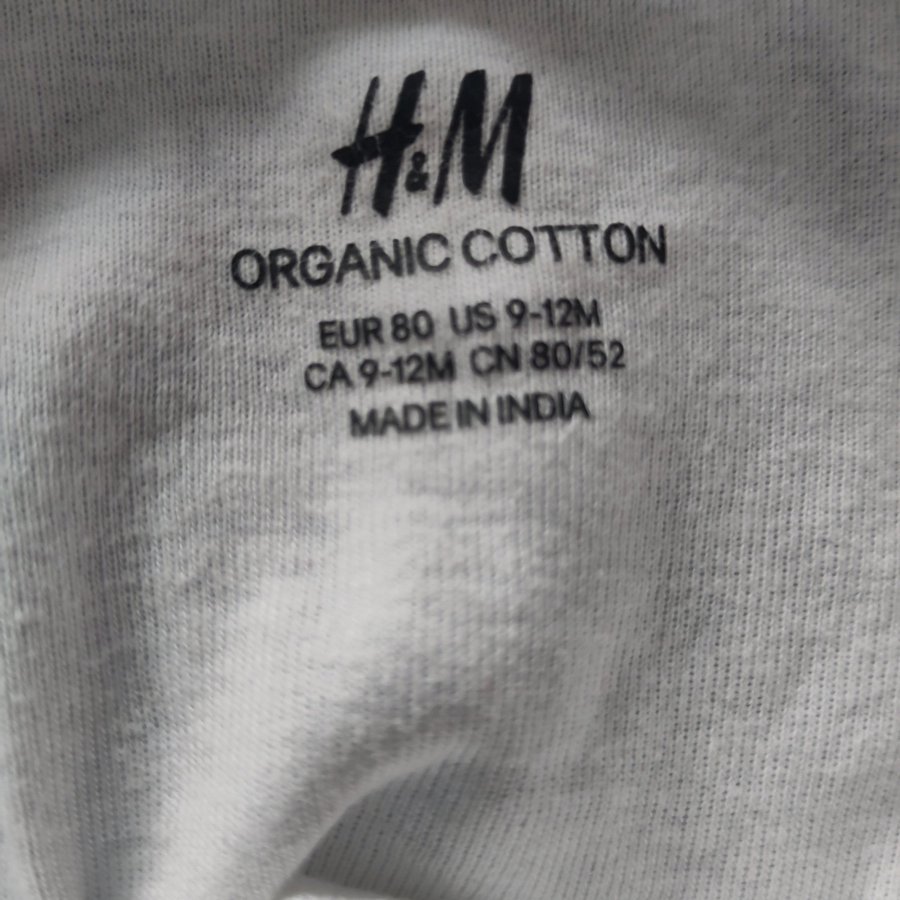 H&M
ORGANIC COTTON
EUR 80 US 9-12M
CA 9-12M CN 80/52
MADE IN INDIA